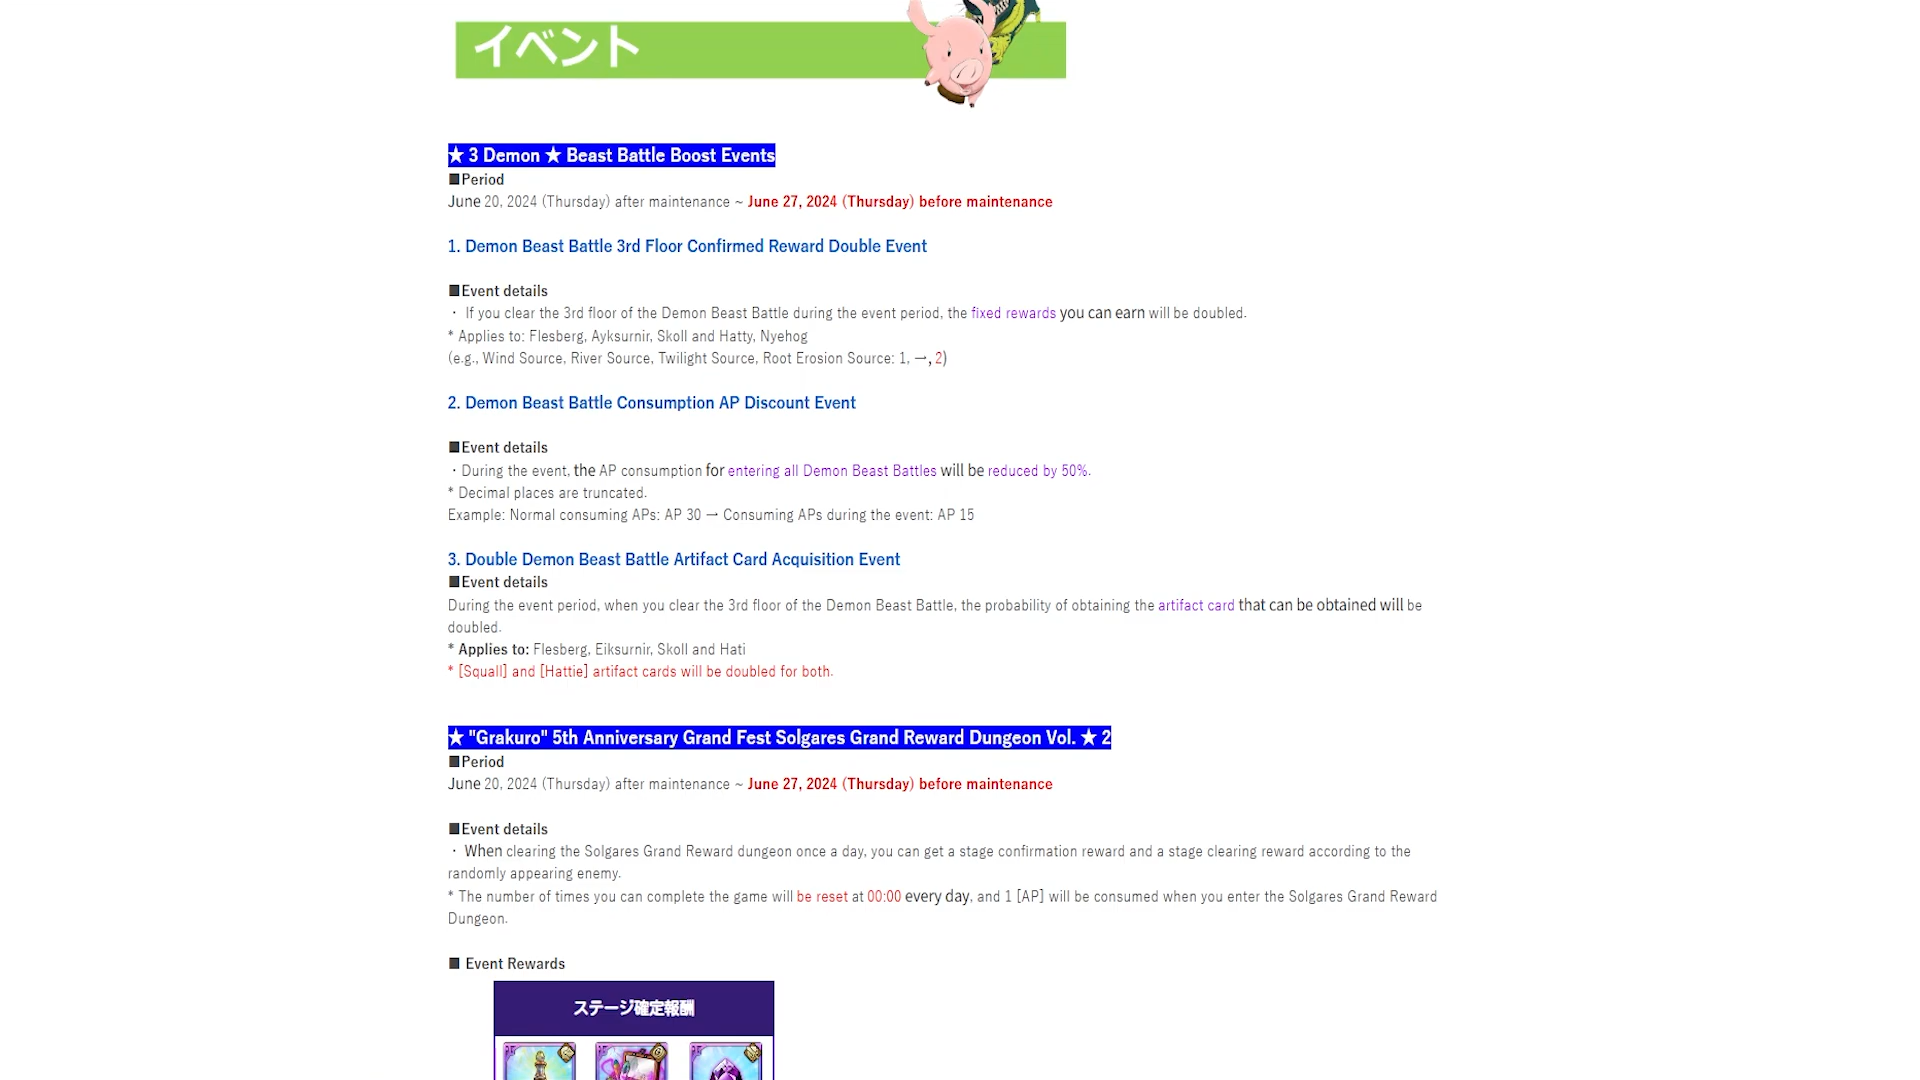 イベント
★ 3 Demon ★ Beast Battle Boost Events
■Period
June 20, 2024 (Thursday) after maintenance ~ June 27, 2024 (Thursday) before maintenance
1. Demon Beast Battle 3rd Floor Confirmed Reward Double Event
■Event details
・ If you clear the 3rd floor of the Demon Beast Battle during the event period, the fixed rewards you can earn will be doubled.
* Applies to: Flesberg, Ayksurnir, Skoll and Hatty, Nyehog
(e.g., Wind Source, River Source, Twilight Source, Root Erosion Source: 1, →, 2)
2. Demon Beast Battle Consumption AP Discount Event
■Event details
・During the event, the AP consumption for entering all Demon Beast Battles will be reduced by 50%.
* Decimal places are truncated.
Example: Normal consuming APs: AP 30 → Consuming APs during the event: AP 15
3. Double Demon Beast Battle Artifact Card Acquisition Event
■Event details
During the event period, when you clear the 3rd floor of the Demon Beast Battle, the probability of obtaining the artifact card that can be obtained will be
doubled.
* Applies to: Flesberg, Eiksurnir, Skoll and Hati
* [Squall] and [Hattie] artifact cards will be doubled for both.
★ "Grakuro" 5th Anniversary Grand Fest Solgares Grand Reward Dungeon Vol. ★ 2
■Period
June 20, 2024 (Thursday) after maintenance ~ June 27, 2024 (Thursday) before maintenance
■Event details
・ When clearing the Solgares Grand Reward dungeon once a day, you can get a stage confirmation reward and a stage clearing reward according to the
randomly appearing enemy.
* The number of times you can complete the game will be reset at 00:00 every day, and 1 [AP] will be consumed when you enter the Solgares Grand Reward
Dungeon.
■ Event Rewards
ステージ確定報酬